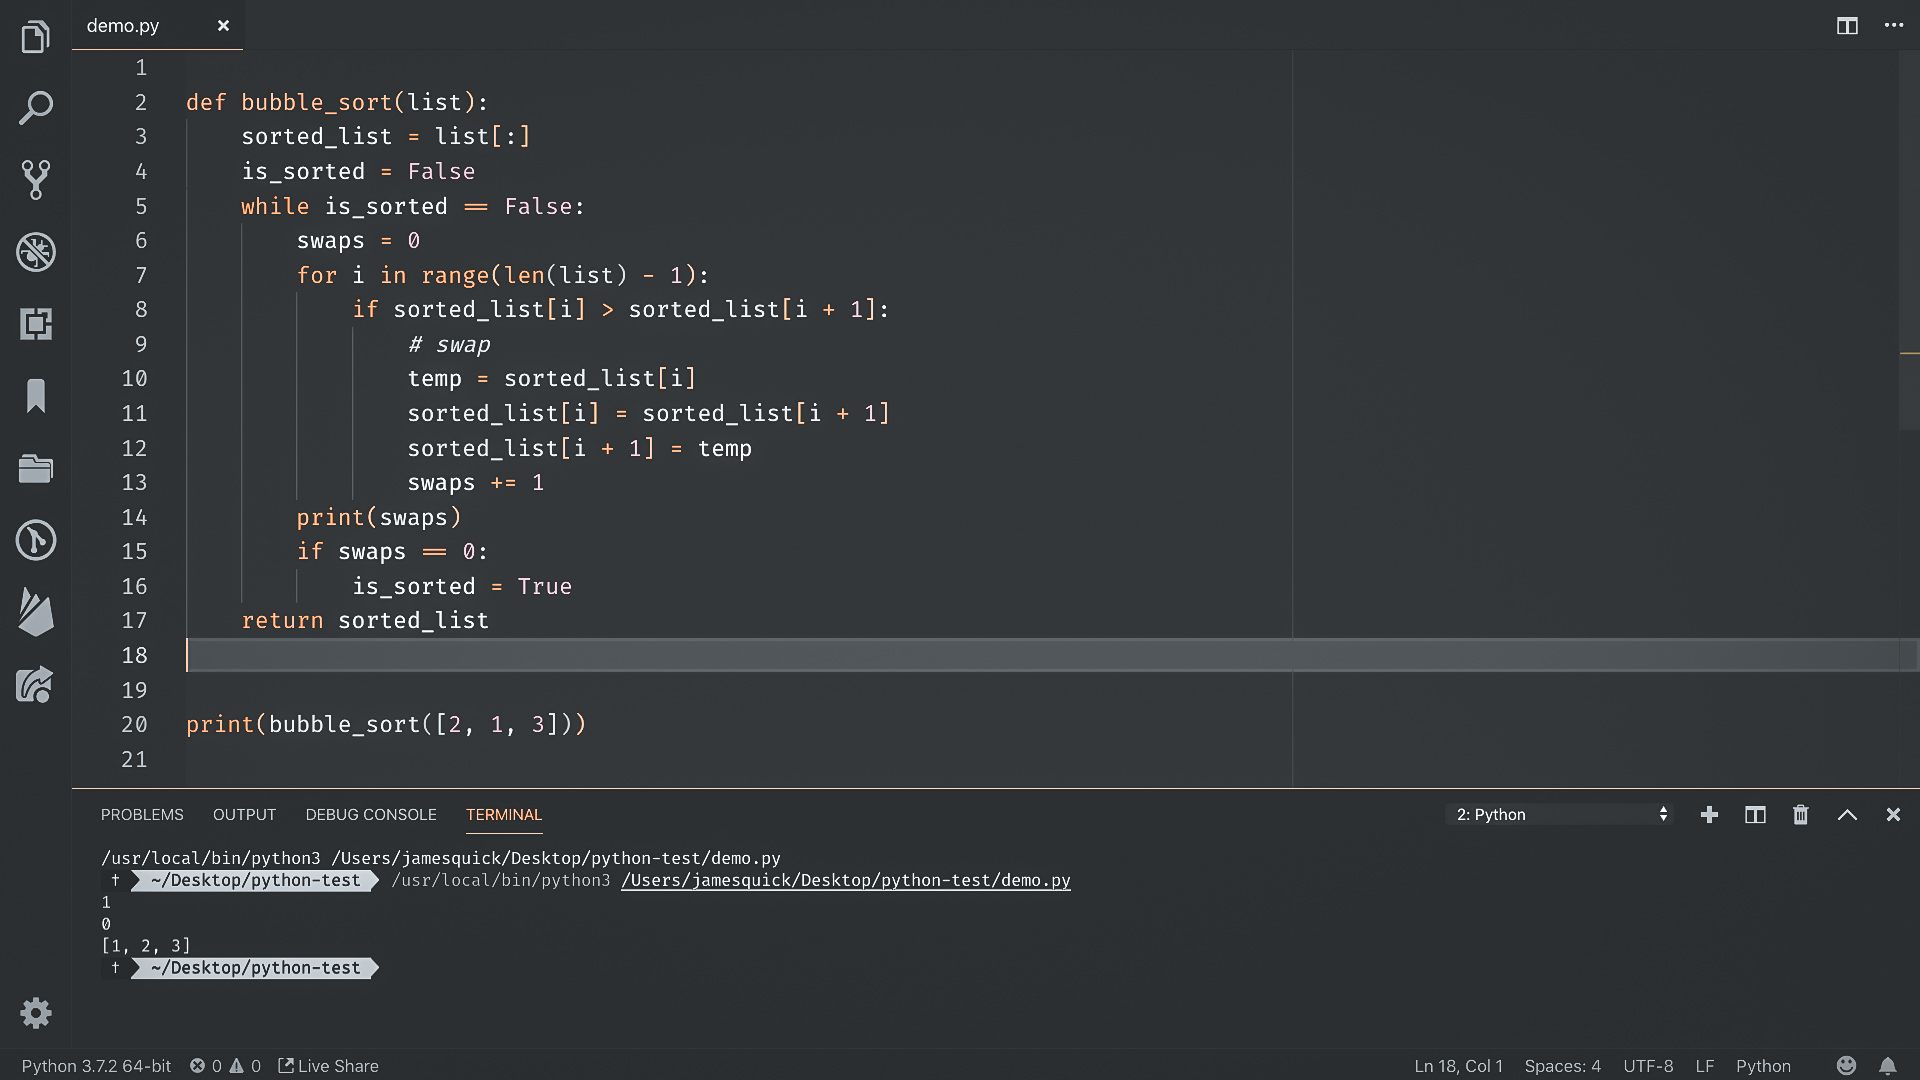 demo.py
1
2 def bubble_sort(list):
3     sorted_list = list[:]
4     is_sorted = False
5     while is_sorted == False:
6         swaps = 0
7         for i in range(len(list) - 1):
8             if sorted_list[i] > sorted_list[i + 1]:
9                 # swap
10                 temp = sorted_list[i]
11                 sorted_list[i] = sorted_list[i + 1]
12                 sorted_list[i + 1] = temp
13                 swaps += 1
14         print(swaps)
15         if swaps == 0:
16             is_sorted = True
17     return sorted_list
18
19
20 print(bubble_sort([2, 1, 3]))
21
PROBLEMS OUTPUT DEBUG CONSOLE TERMINAL 2: Python
/usr/local/bin/python3 /Users/jamesquick/Desktop/python-test/demo.py
† ~/Desktop/python-test /usr/local/bin/python3 /Users/jamesquick/Desktop/python-test/demo.py
1
0
[1, 2, 3]
† ~/Desktop/python-test
Python 3.7.2 64-bit 0 0 Live Share Ln 18, Col 1 Spaces: 4 UTF-8 LF Python